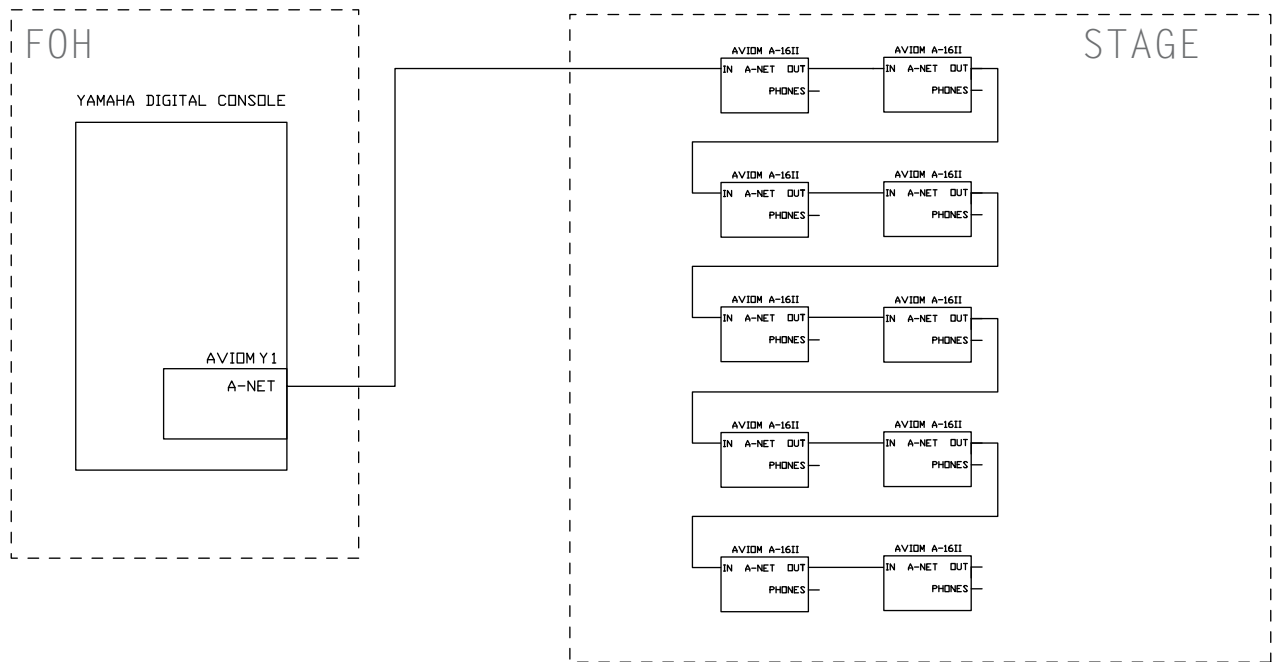 FOH
STAGE
YAMAHA DIGITAL CONSOLE
AVIOM Y1
A-NET
AVIOM A-16II
IN A-NET OUT
PHONES
AVIOM A-16II
IN A-NET OUT
PHONES
AVIOM A-16II
IN A-NET OUT
PHONES
AVIOM A-16II
IN A-NET OUT
PHONES
AVIOM A-16II
IN A-NET OUT
PHONES
AVIOM A-16II
IN A-NET OUT
PHONES
AVIOM A-16II
IN A-NET OUT
PHONES
AVIOM A-16II
IN A-NET OUT
PHONES
AVIOM A-16II
IN A-NET OUT
PHONES
AVIOM A-16II
IN A-NET OUT
PHONES